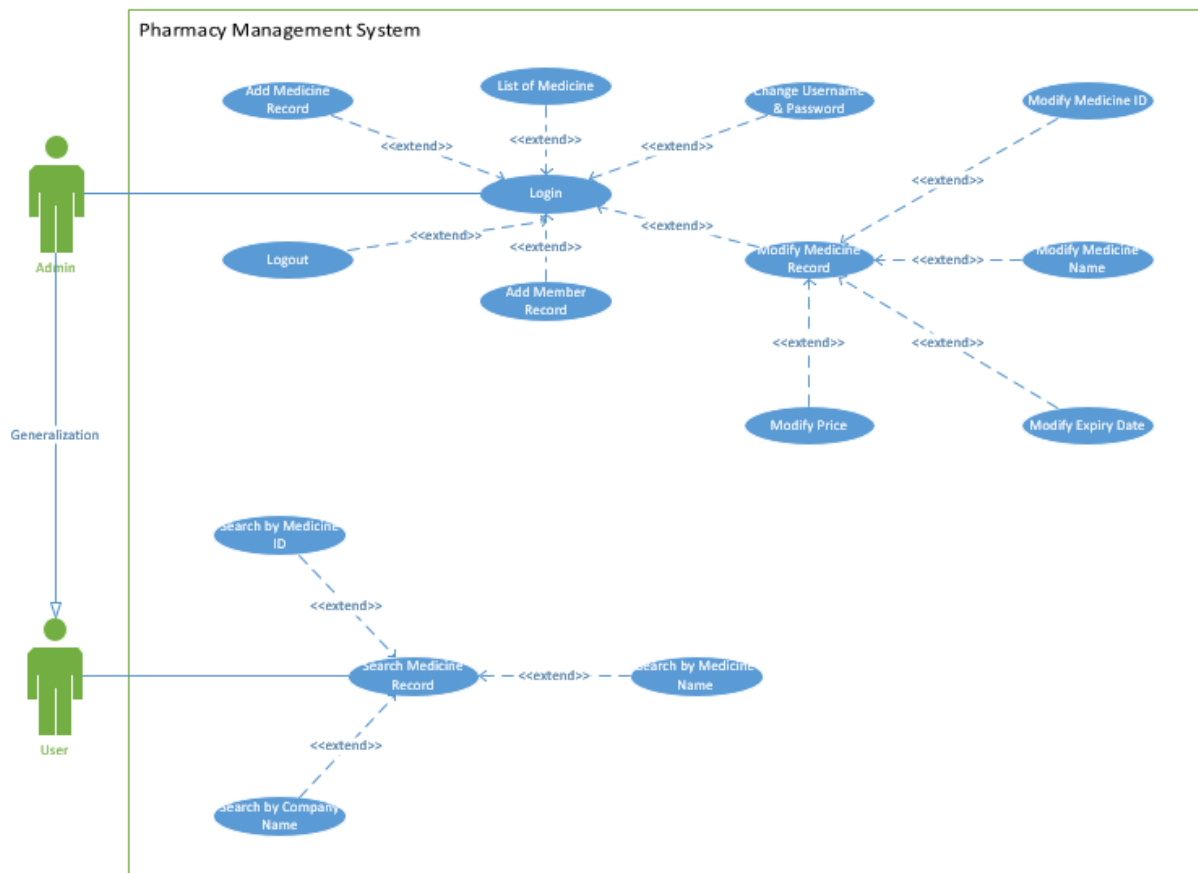 Pharmacy Management System
Add Medicine
Record
List of Medicine
Change Username
& Password
Modify Medicine ID
<<extend>>
<<extend>>
<<extend>>
<<extend>>
Login
<<extend>>
<<extend>>
<<extend>>
Admin
Logout
Add Member
Record
Modify Medicine
Record
<<extend>>
Modify Medicine
Name
<<extend>>
<<extend>>
Modify Price
Modify Expiry Date
Generalization
Search by Medicine
ID
<<extend>>
Search Medicine
Record
<<extend>>
Search by Medicine
Name
User
<<extend>>
Search by Company
Name